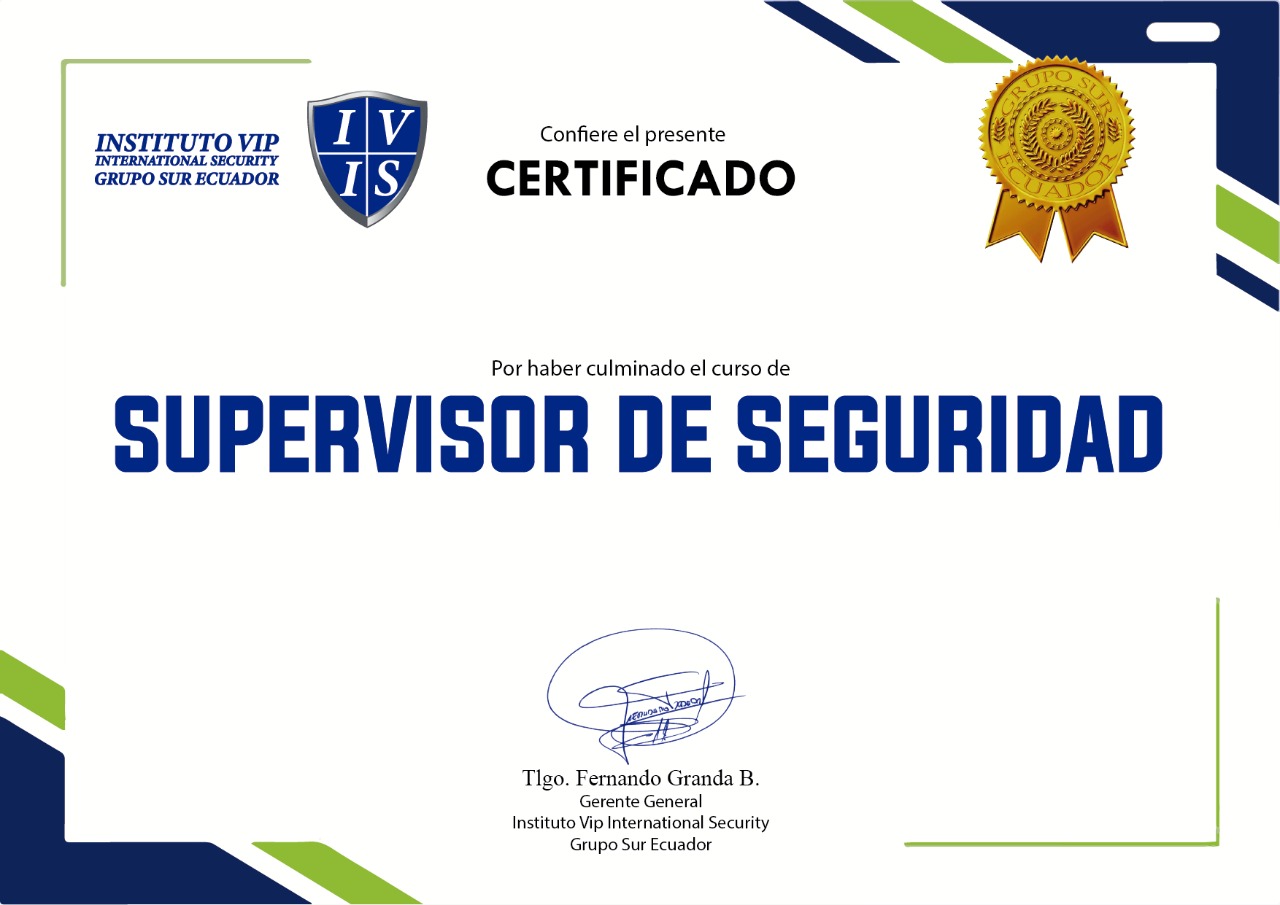 INSTITUTO VIP
INTERNATIONAL SECURITY
GRUPO SUR ECUADOR
I V
I S
Confiere el presente
CERTIFICADO
GRUPO SUR
ECUADOR
Por haber culminado el curso de
SUPERVISOR DE SEGURIDAD
Tlgo. Fernando Granda B.
Gerente General
Instituto Vip International Security
Grupo Sur Ecuador